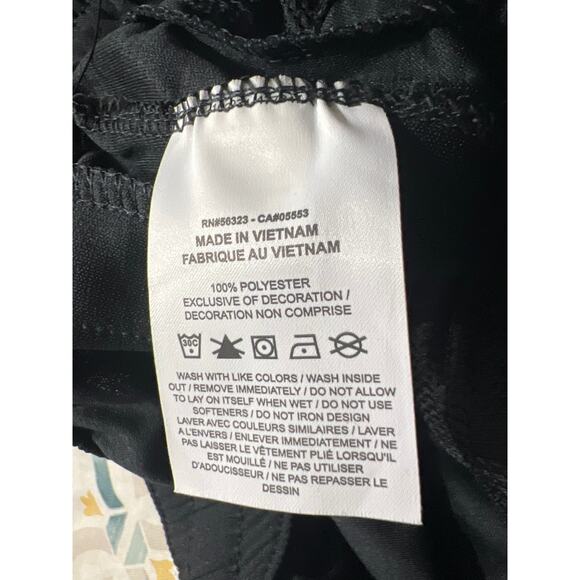 RN#56323 - CA#05553
MADE IN VIETNAM
FABRIQUE AU VIETNAM
100% POLYESTER
EXCLUSIVE OF DECORATION /
DECORATION NON COMPRISE
30C
WASH WITH LIKE COLORS / WASH INSIDE
OUT / REMOVE IMMEDIATELY / DO NOT ALLOW
TO LAY ON ITSELF WHEN WET / DO NOT USE
SOFTENERS / DO NOT IRON DESIGN
LAVER AVEC COULEURS SIMILAIRES / LAVER
A L'ENVERS / ENLEVER IMMEDIATEMENT / NE
PAS LAISSER LE VÊTEMENT PLIÉ LORSQU'IL
EST MOUILLÉ / NE PAS UTILISER
D'ADOUCISEUR / NE PAS REPASSER LE
DESSIN